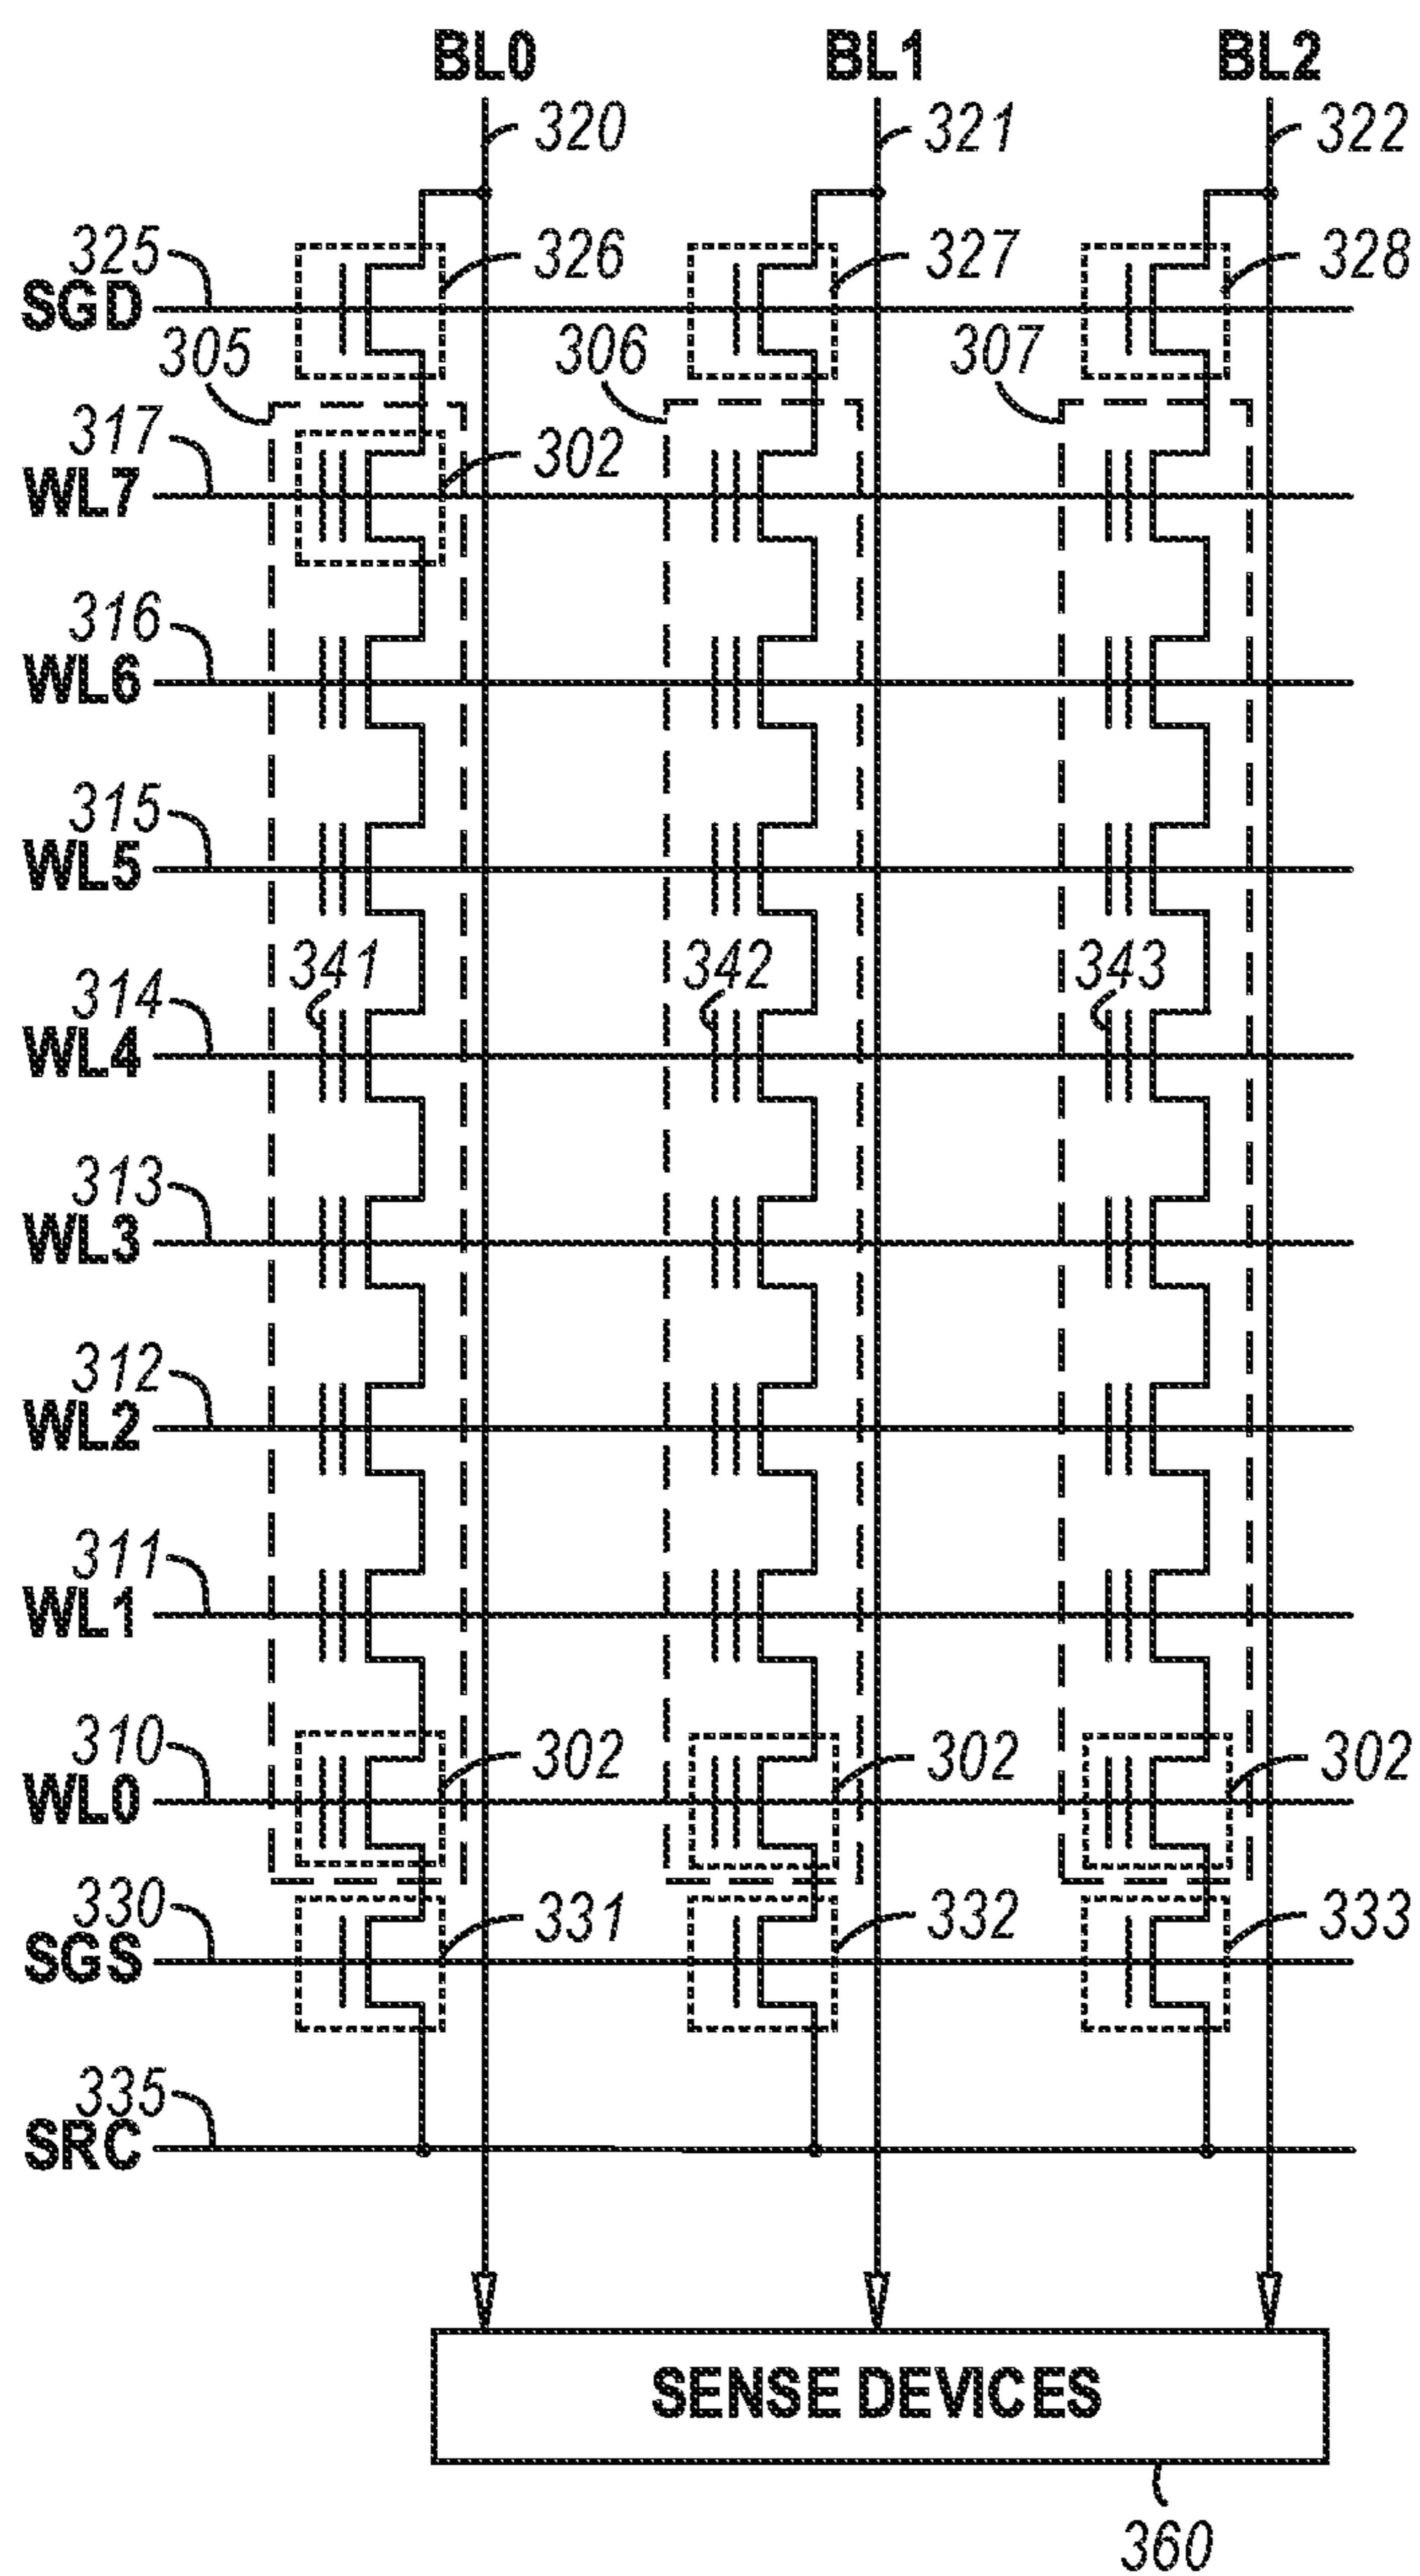 BL0 BL1 BL2
320 321 322
325 326 327 328
SGD
305 306 307
317 302
WL7
316
WL6
315
WL5
341 342 343
314
WL4
313
WL3
312
WL2
311
WL1
310 302 302 302
WL0
330 331 332 333
SGS
335
SRC
SENSE DEVICES
360